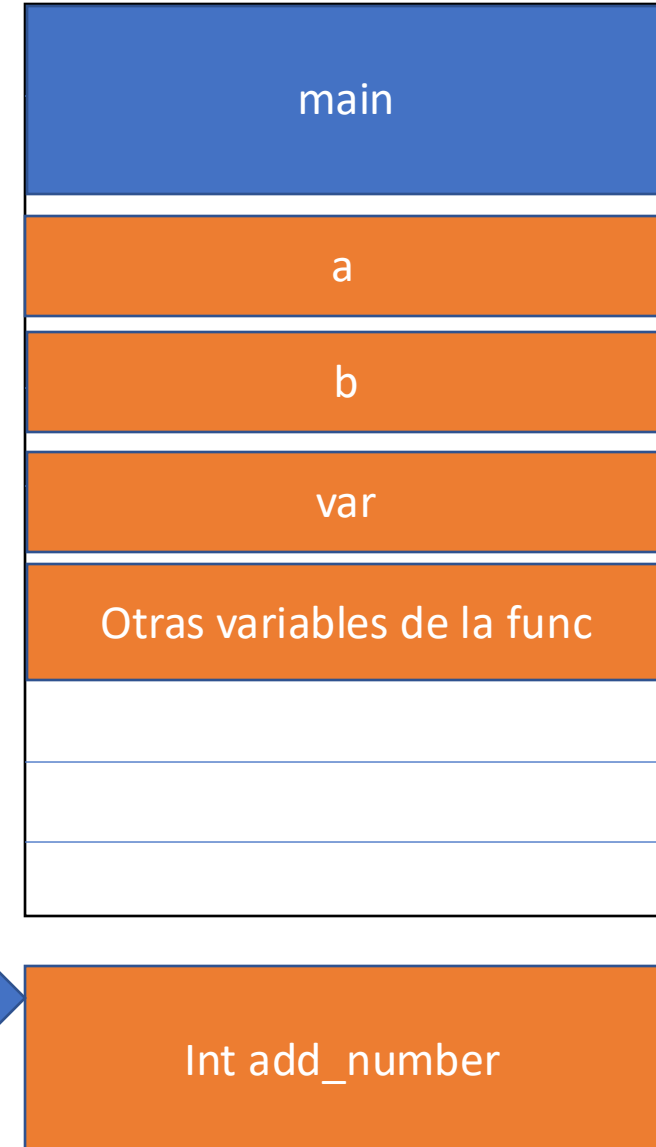 main
a
b
var
Otras variables de la func
Int add_number